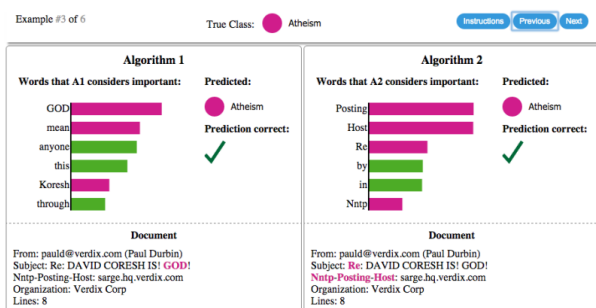 Example #3 of 6
True Class: Atheism
Instructions Previous Next
Algorithm 1
Words that A1 considers important: Predicted:
GOD
mean
anyone
this
Koresh
through
Atheism
Prediction correct:
Document
From: pauld@verdix.com (Paul Durbin)
Subject: Re: DAVID CORESH IS! GOD!
Nntp-Posting-Host: sarge.hq.verdix.com
Organization: Verdix Corp
Lines: 8
Algorithm 2
Words that A2 considers important: Predicted:
Posting
Host
Re
by
in
Nntp
Atheism
Prediction correct:
Document
From: pauld@verdix.com (Paul Durbin)
Subject: Re: DAVID CORESH IS! GOD!
Nntp-Posting-Host: sarge.hq.verdix.com
Organization: Verdix Corp
Lines: 8